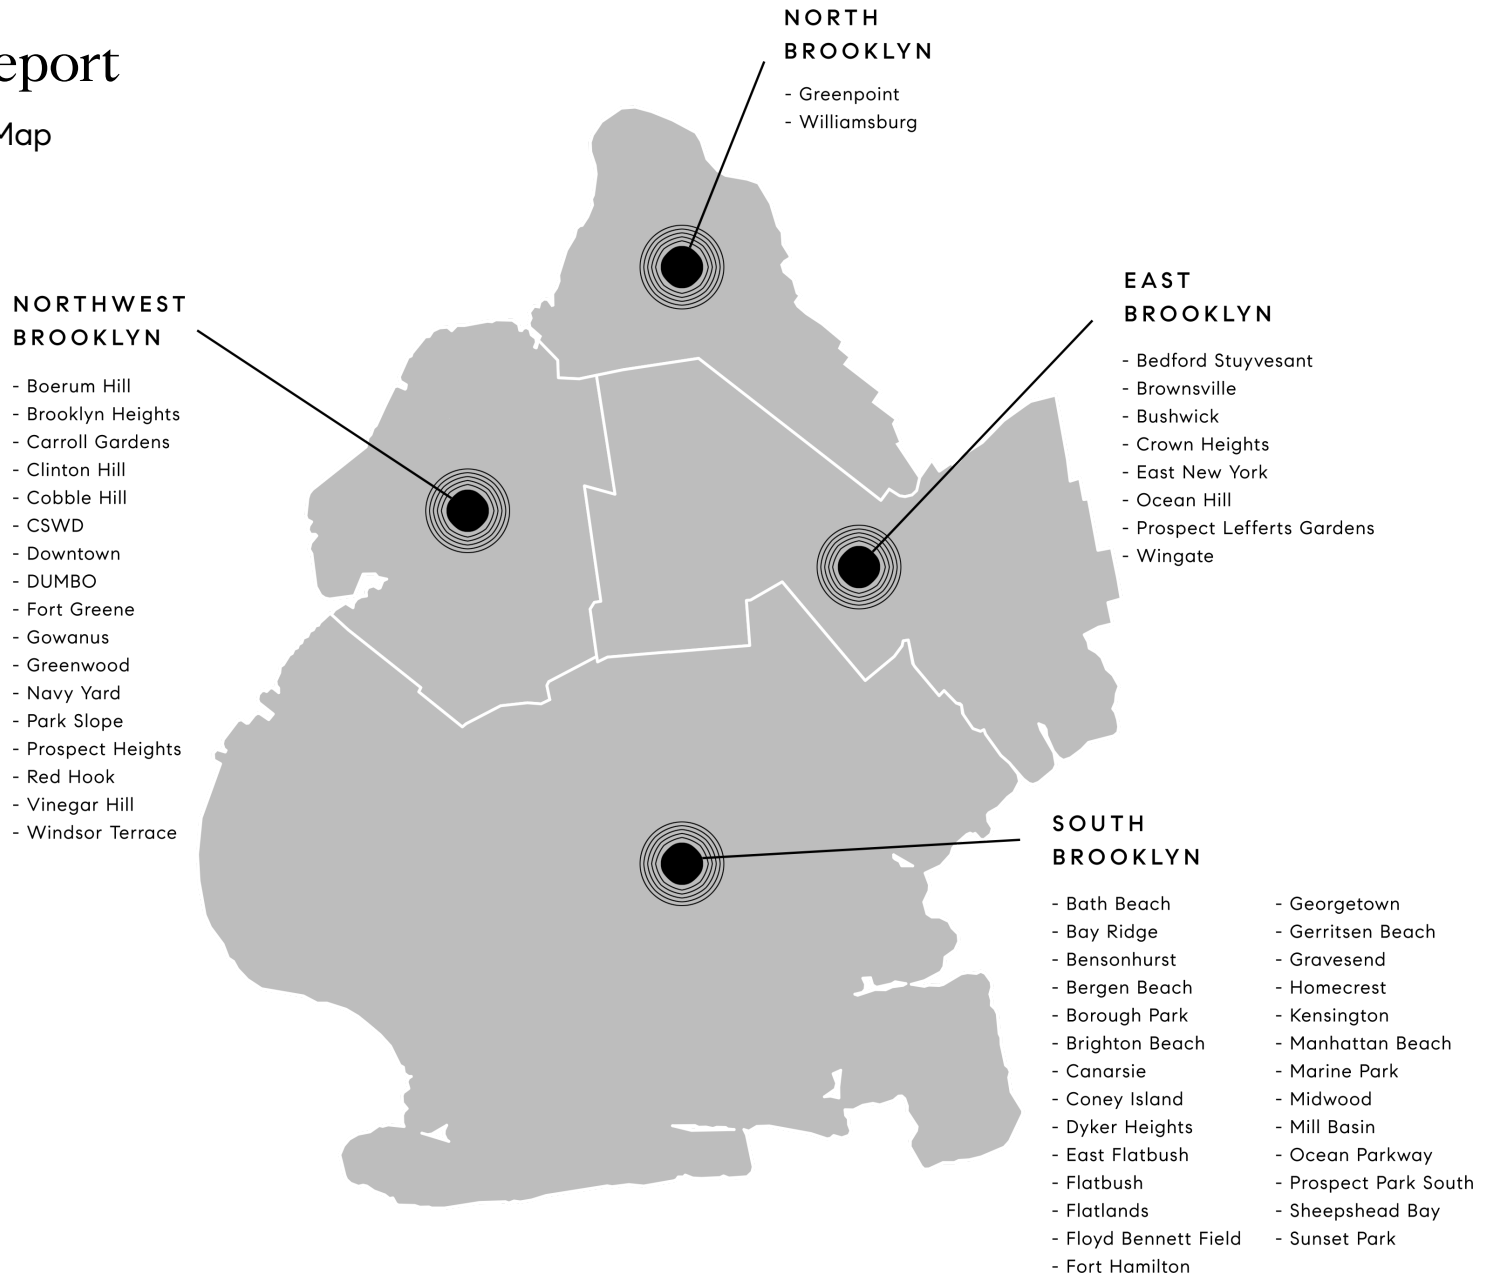 eport
Map
NORTH
BROOKLYN
- Greenpoint
- Williamsburg
NORTHWEST
BROOKLYN
- Boerum Hill
- Brooklyn Heights
- Carroll Gardens
- Clinton Hill
- Cobble Hill
- CSWD
- Downtown
- DUMBO
- Fort Greene
- Gowanus
- Greenwood
- Navy Yard
- Park Slope
- Prospect Heights
- Red Hook
- Vinegar Hill
- Windsor Terrace
EAST
BROOKLYN
- Bedford Stuyvesant
- Brownsville
- Bushwick
- Crown Heights
- East New York
- Ocean Hill
- Prospect Lefferts Gardens
- Wingate
SOUTH
BROOKLYN
- Bath Beach
- Bay Ridge
- Bensonhurst
- Bergen Beach
- Borough Park
- Brighton Beach
- Canarsie
- Coney Island
- Dyker Heights
- East Flatbush
- Flatbush
- Flatlands
- Floyd Bennett Field
- Fort Hamilton
- Georgetown
- Gerritsen Beach
- Gravesend
- Homecrest
- Kensington
- Manhattan Beach
- Marine Park
- Midwood
- Mill Basin
- Ocean Parkway
- Prospect Park South
- Sheepshead Bay
- Sunset Park